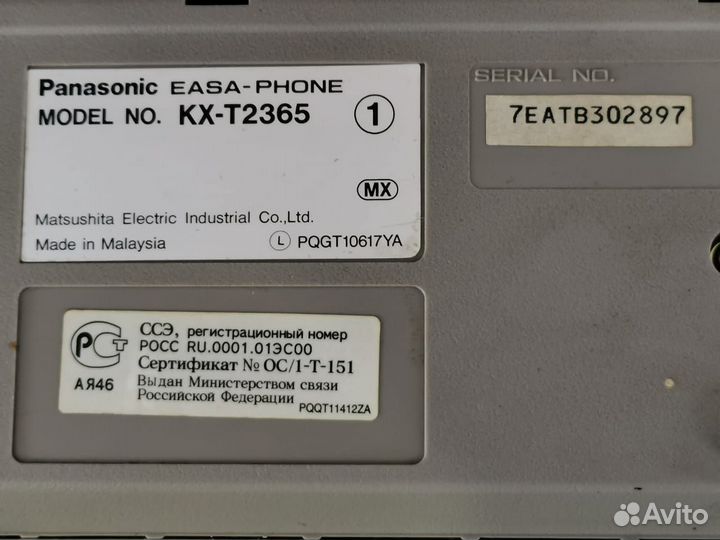 Panasonic EASA-PHONE
MODEL NO. KX-T2365 1
MX
Matsushita Electric Industrial Co.,Ltd.
Made in Malaysia L PQGT10617YA
SERIAL NO.
7EATB302897
РСТ
АЯ46
ССЭ, регистрационный номер
РОСС RU.0001.01ЭС00
Сертификат № ОС/1-Т-151
Выдан Министерством связи
Российской Федерации
PQQT11412ZA
Avito